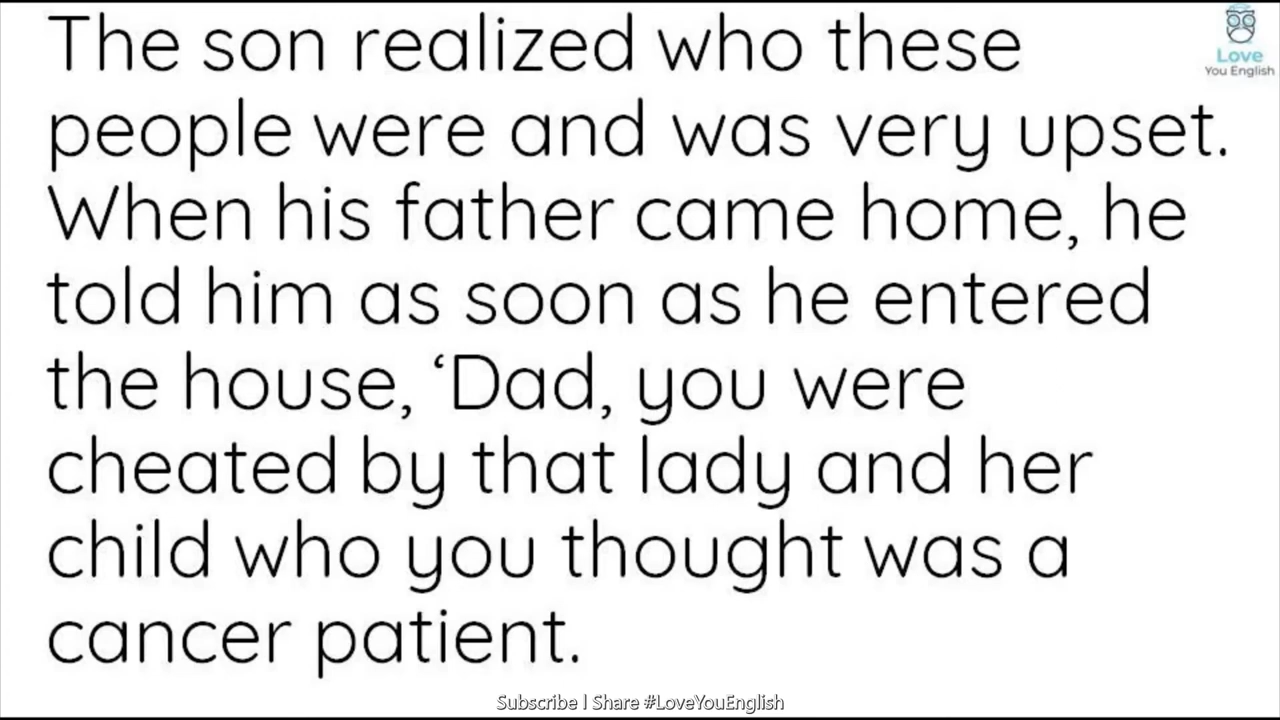 The son realized who these
people were and was very upset.
When his father came home, he
told him as soon as he entered
the house, ‘Dad, you were
cheated by that lady and her
child who you thought was a
cancer patient.
Love
You English
Subscribe | Share #LoveYouEnglish